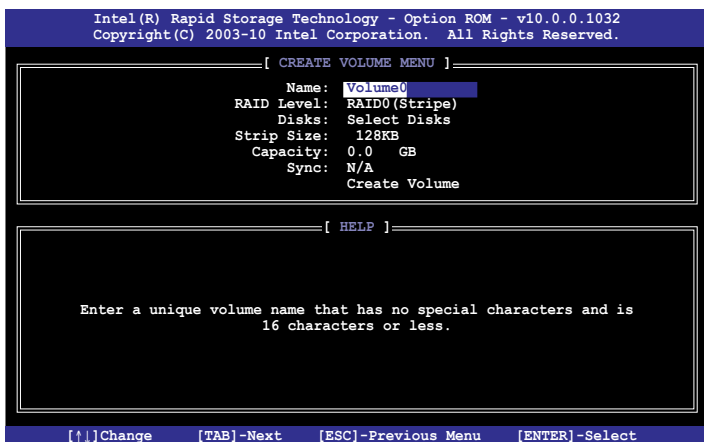 Intel(R) Rapid Storage Technology - Option ROM - v10.0.0.1032
Copyright(C) 2003-10 Intel Corporation. All Rights Reserved.
[ CREATE VOLUME MENU ]
Name: Volume0
RAID Level: RAID0(Stripe)
Disks: Select Disks
Strip Size: 128KB
Capacity: 0.0 GB
Sync: N/A
Create Volume
[ HELP ]
Enter a unique volume name that has no special characters and is
16 characters or less.
[↑↓]Change [TAB]-Next [ESC]-Previous Menu [ENTER]-Select